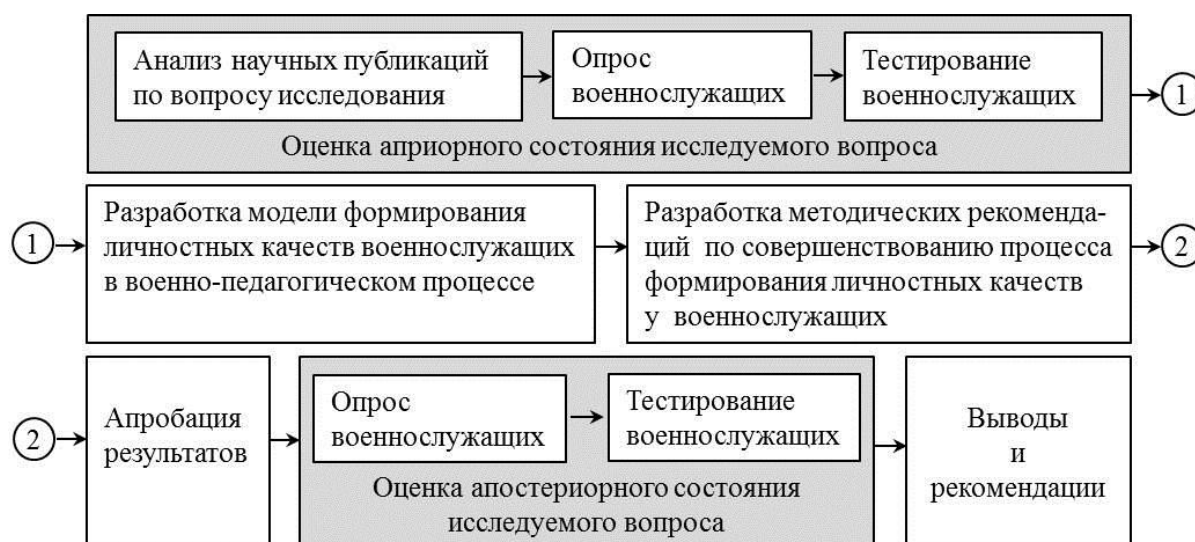 Анализ научных публикаций
по вопросу исследования
Опрос
военнослужащих
Тестирование
военнослужащих
1
Оценка априорного состояния исследуемого вопроса
1
Разработка модели формирования
личностных качеств военнослужащих
в военно-педагогическом процессе
Разработка методических рекоменда-
ций по совершенствованию процесса
формирования личностных качеств
у военнослужащих
2
2
Апробация
результатов
Опрос
военнослужащих
Тестирование
военнослужащих
Оценка апостериорного состояния
исследуемого вопроса
Выводы
и
рекомендации